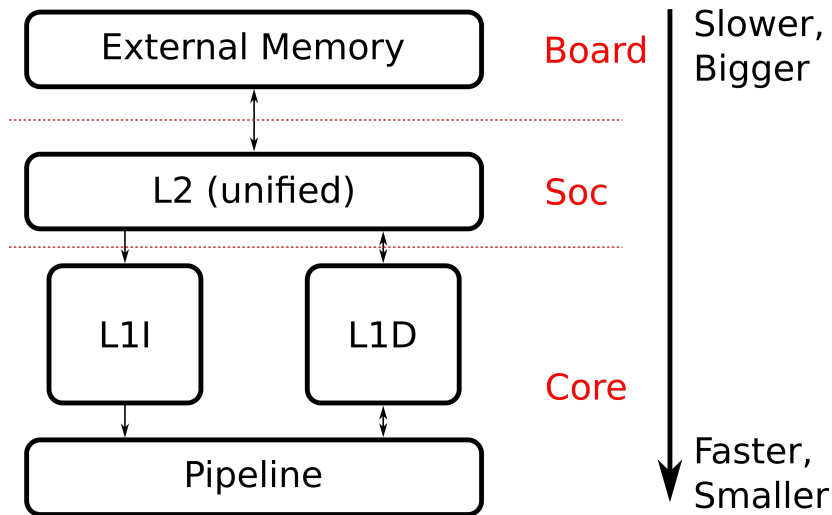 External Memory
Board
Slower,
Bigger
L2 (unified)
Soc
L1I
L1D
Core
Pipeline
Faster,
Smaller